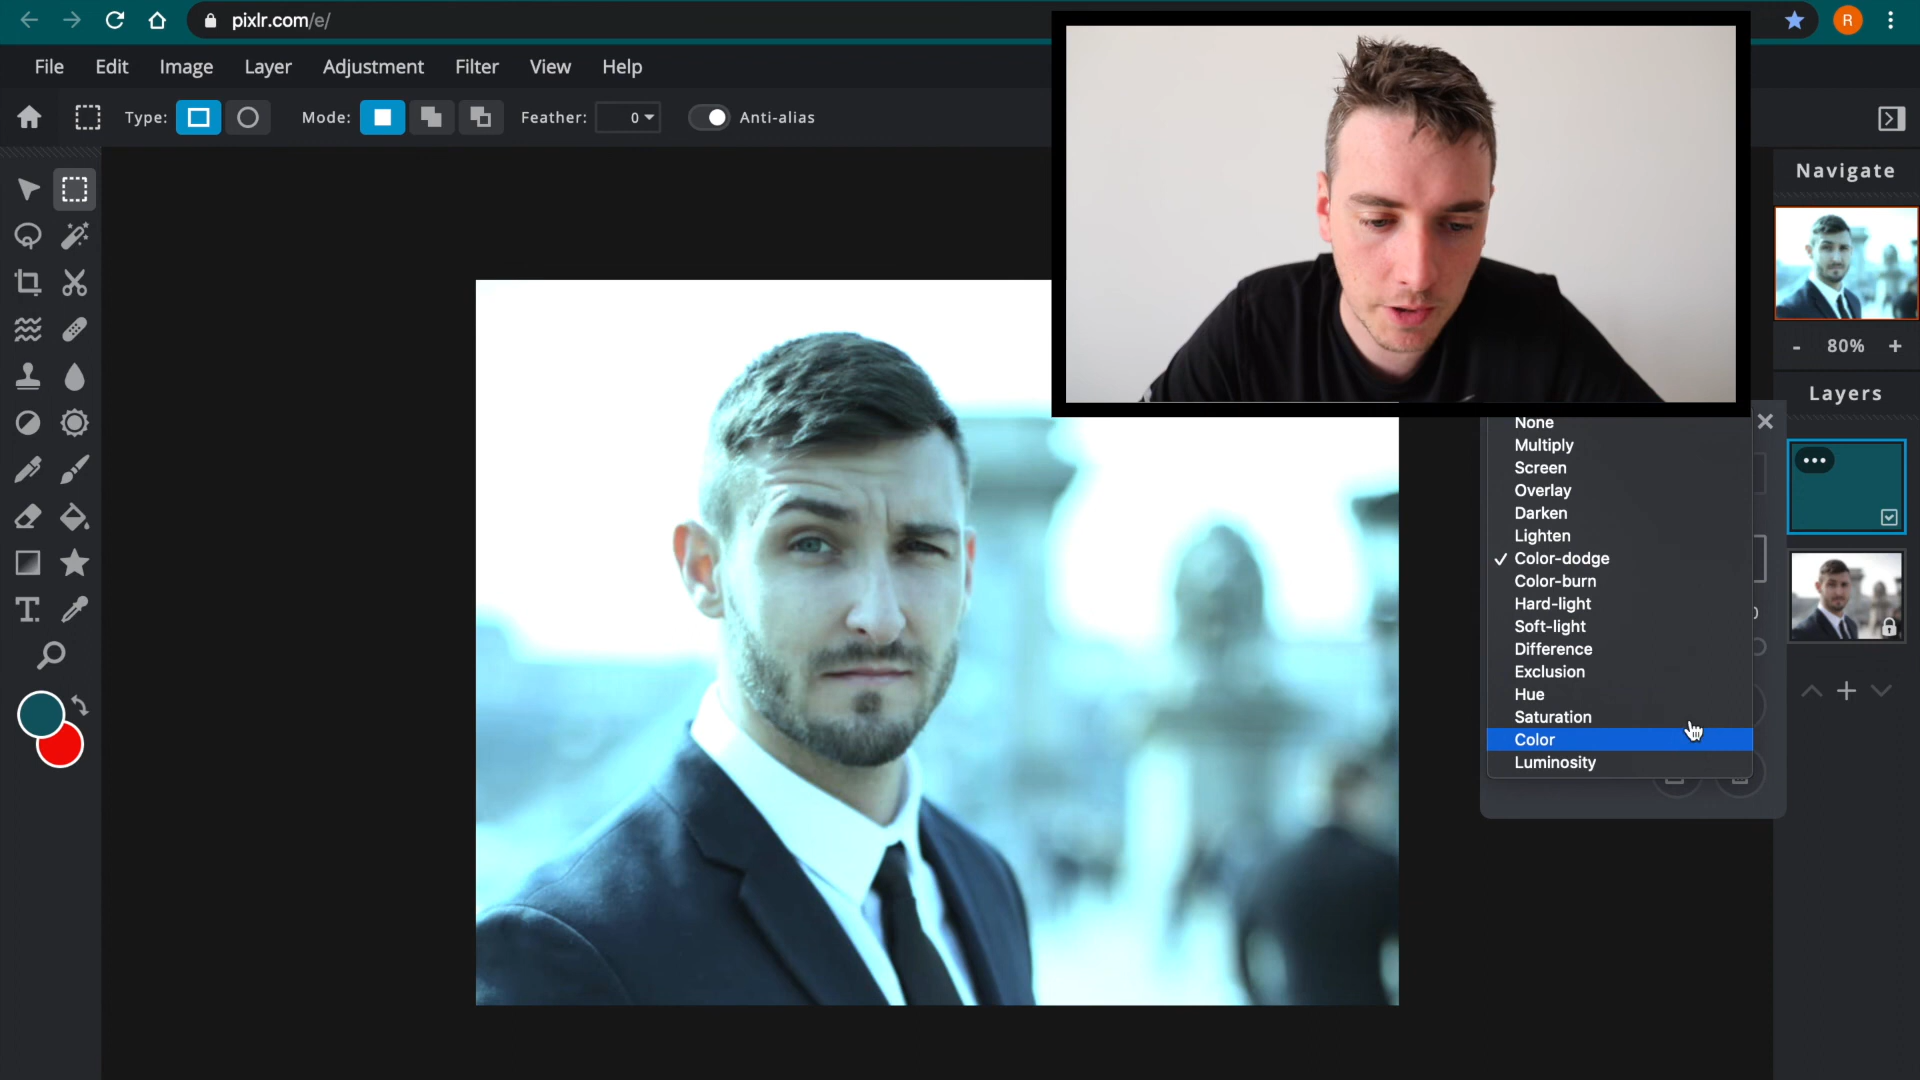 pixlr.com/e/
R
File Edit Image Layer Adjustment Filter View Help
Type: Mode: Feather: 0 Anti-alias
Navigate
80%
Layers
None
Multiply
Screen
Overlay
Darken
Lighten
✓ Color-dodge
Color-burn
Hard-light
Soft-light
Difference
Exclusion
Hue
Saturation
Color
Luminosity